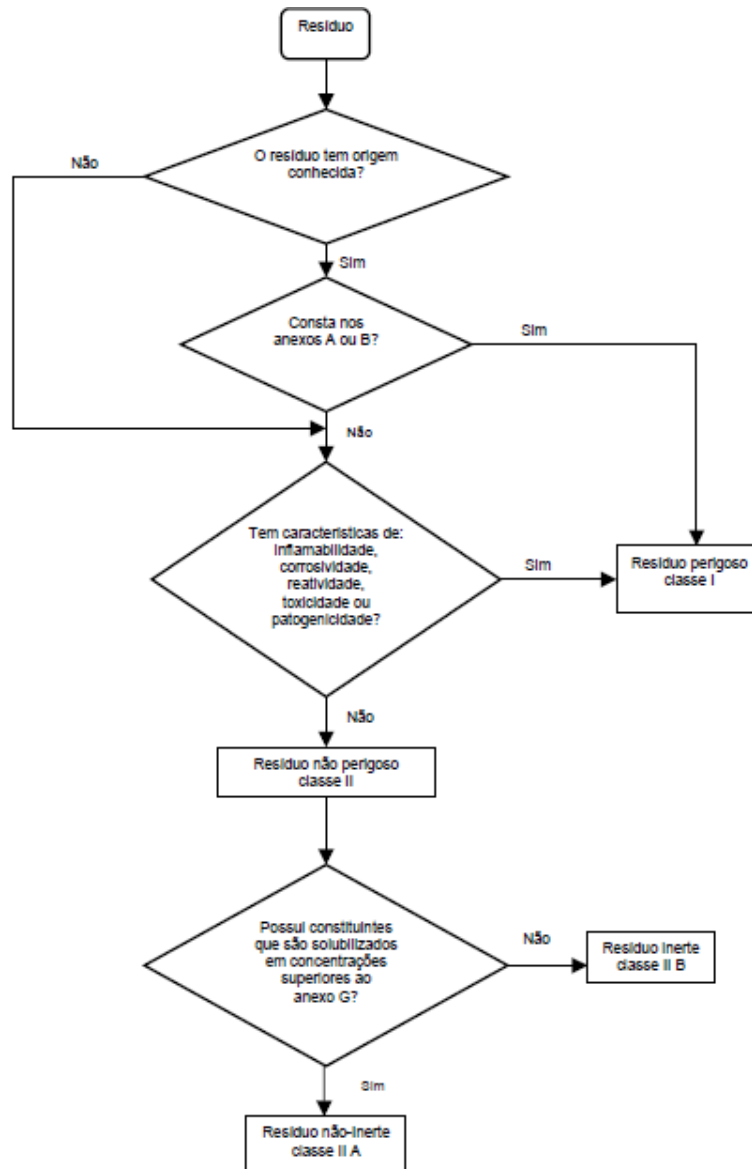 Resíduo
Não
O resíduo tem origem
conhecida?
Sim
Consta nos
anexos A ou B?
Sim
Não
Tem características de:
inflamabilidade,
corrosividade,
reatividade,
toxicidade ou
patogenicidade?
Sim
Resíduo perigoso
classe I
Não
Resíduo não perigoso
classe II
Possui constituintes
que são solubilizados
em concentrações
superiores ao
anexo G?
Não
Resíduo inerte
classe II B
Sim
Resíduo não-inerte
classe II A